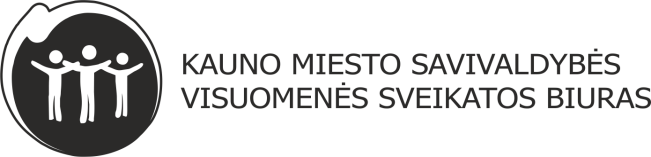 KAUNO MIESTO SAVIVALDYBĖS
VISUOMENĖS SVEIKATOS BIURAS